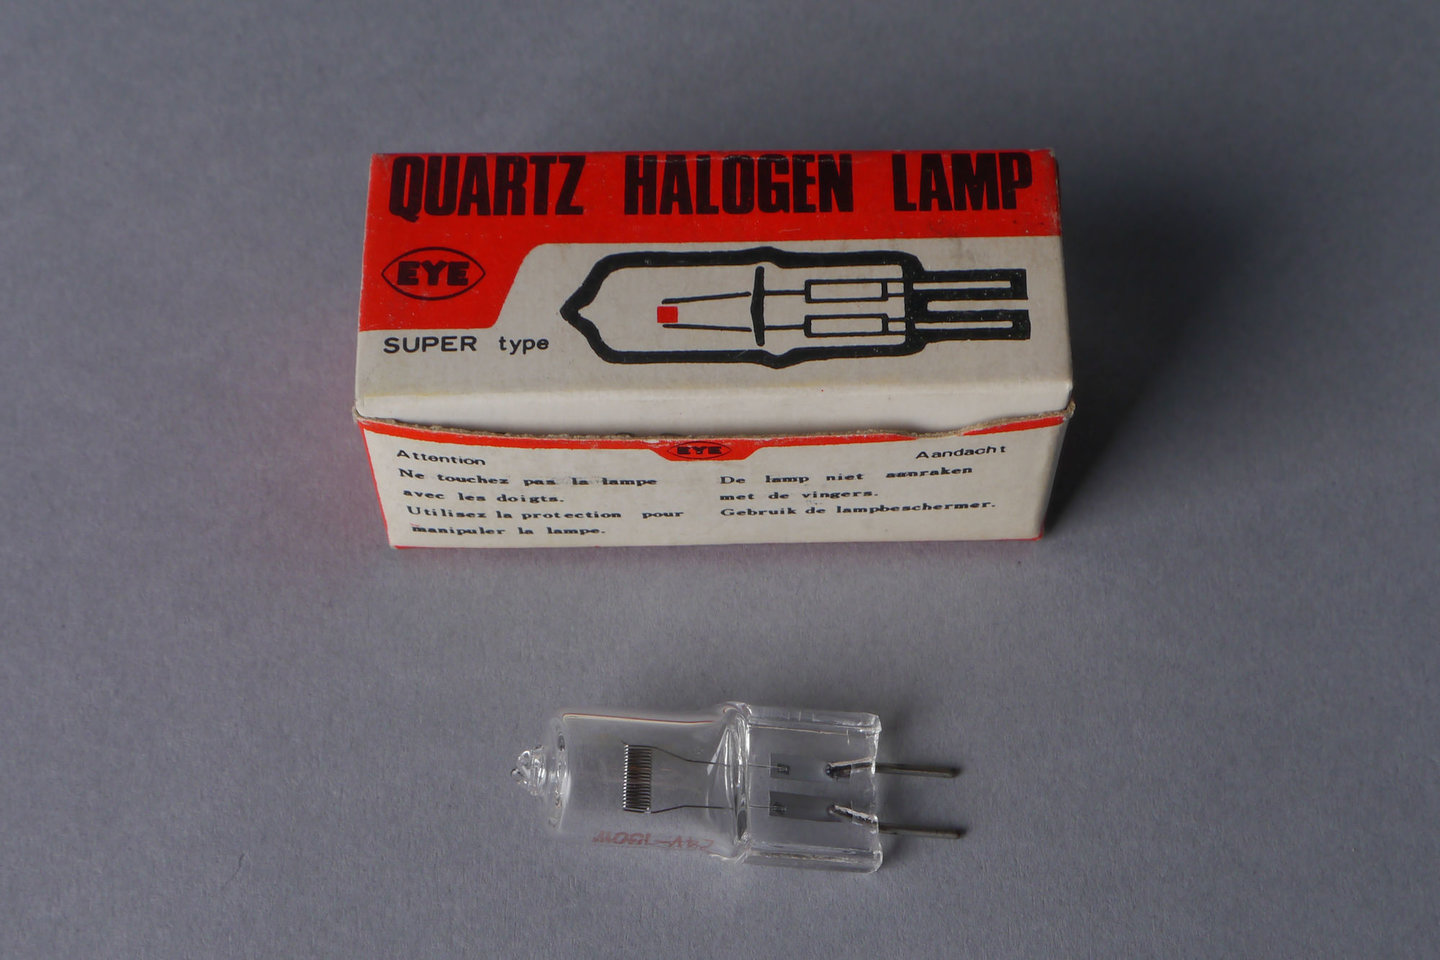 QUARTZ HALOGEN LAMP
EYE
SUPER type
EYE
Attention
Ne touchez pas la lampe
avec les doigts.
Utilisez la protection pour
manipuler la lampe.
Aandacht
De lamp niet aanraken
met de vingers.
Gebruik de lampbeschermer.